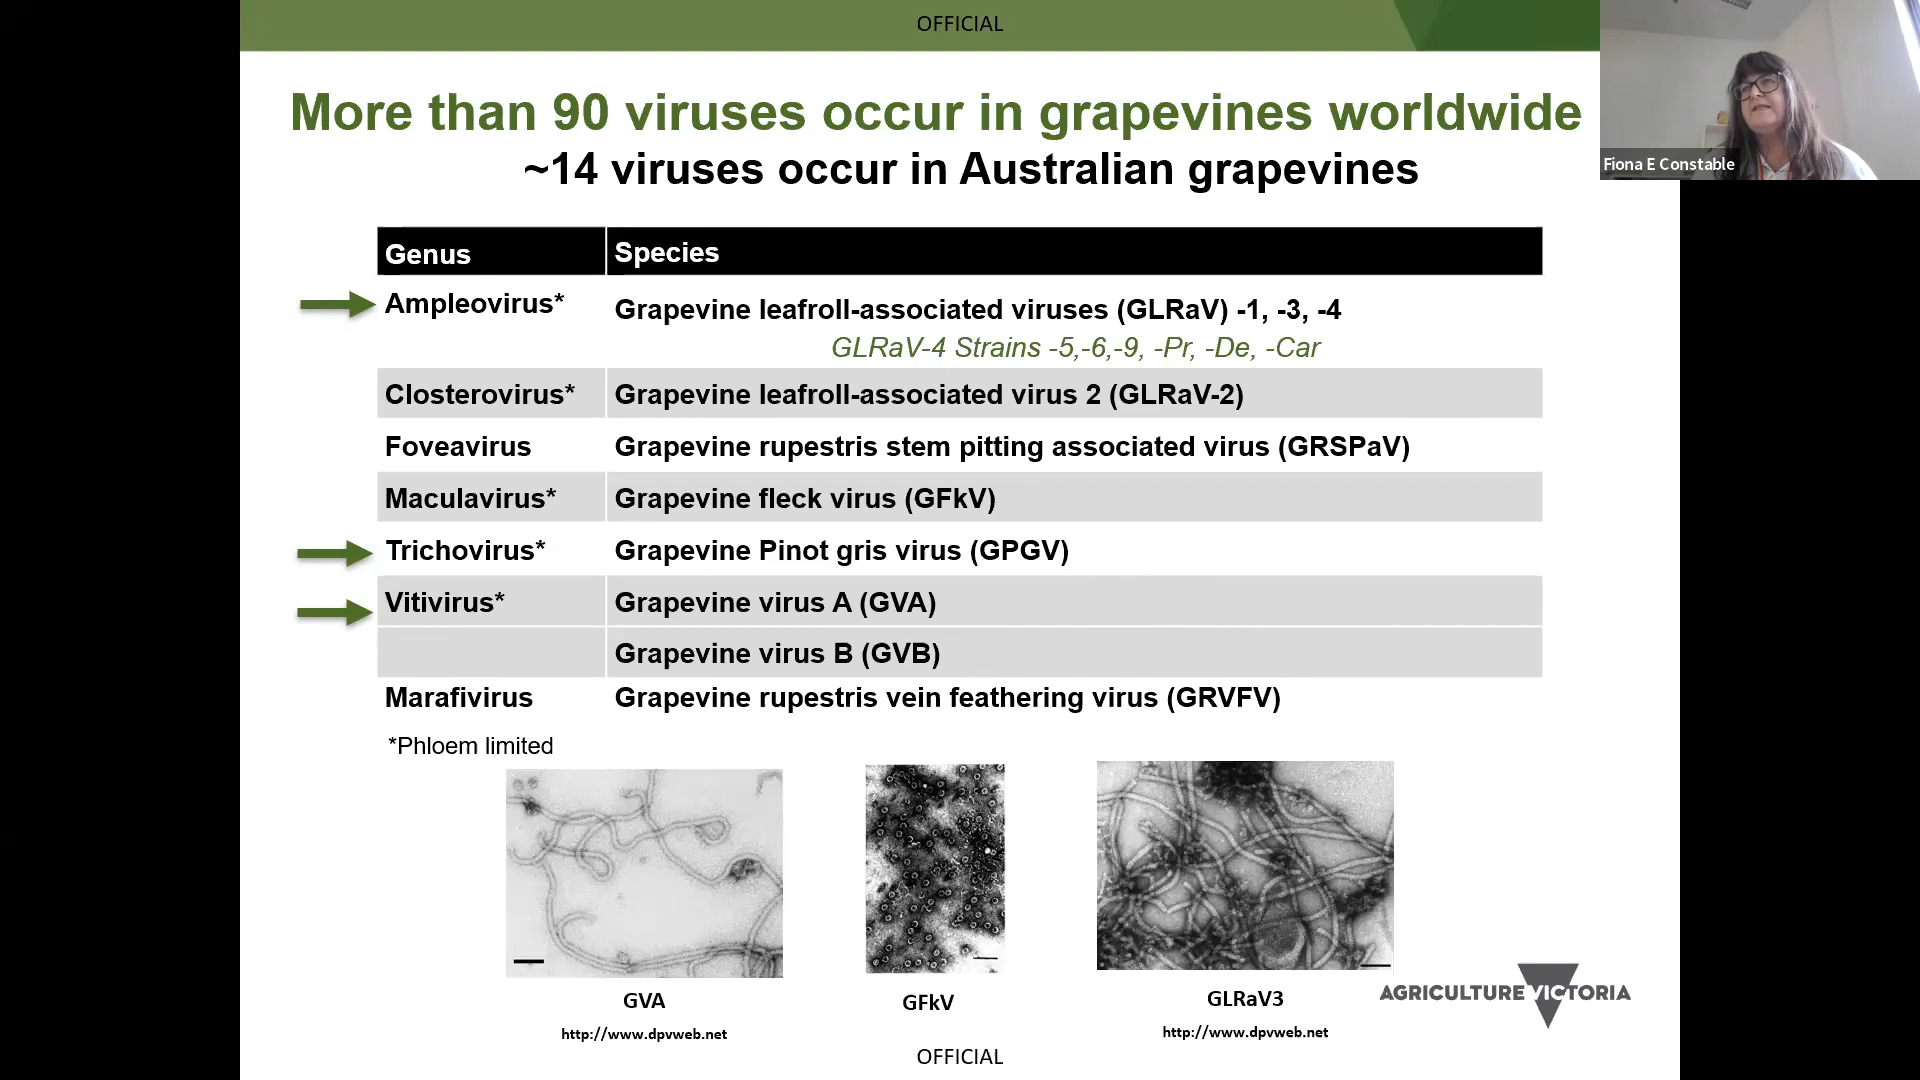 OFFICIAL
More than 90 viruses occur in grapevines worldwide
~14 viruses occur in Australian grapevines
Fiona E Constable
Genus Species
Ampleovirus* Grapevine leafroll-associated viruses (GLRaV) -1, -3, -4
GLRaV-4 Strains -5,-6,-9, -Pr, -De, -Car
Closterovirus* Grapevine leafroll-associated virus 2 (GLRaV-2)
Foveavirus Grapevine rupestris stem pitting associated virus (GRSPaV)
Maculavirus* Grapevine fleck virus (GFkV)
Trichovirus* Grapevine Pinot gris virus (GPGV)
Vitivirus* Grapevine virus A (GVA)
Grapevine virus B (GVB)
Marafivirus Grapevine rupestris vein feathering virus (GRVFV)
*Phloem limited
GVA GFkV GLRaV3
http://www.dpvweb.net http://www.dpvweb.net
AGRICULTURE VICTORIA
OFFICIAL